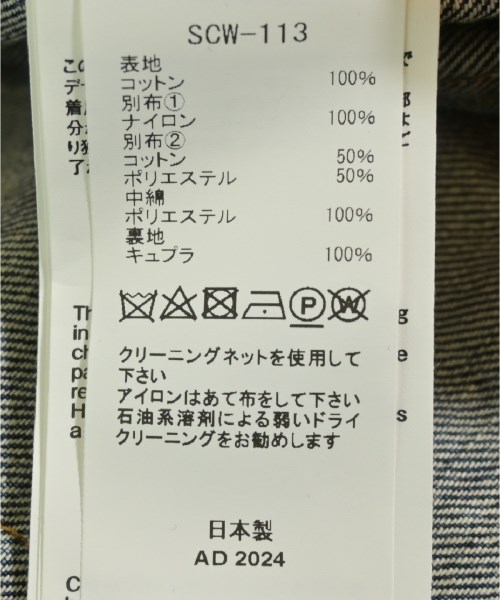 SCW-113
表地
コットン 100%
別布①
ナイロン 100%
別布②
コットン 50%
ポリエステル 50%
中綿
ポリエステル 100%
裏地
キュプラ 100%
P W
クリーニングネットを使用して
下さい
アイロンはあて布をして下さい
石油系溶剤による弱いドライ
クリーニングをお勧めします
日本製
AD 2024